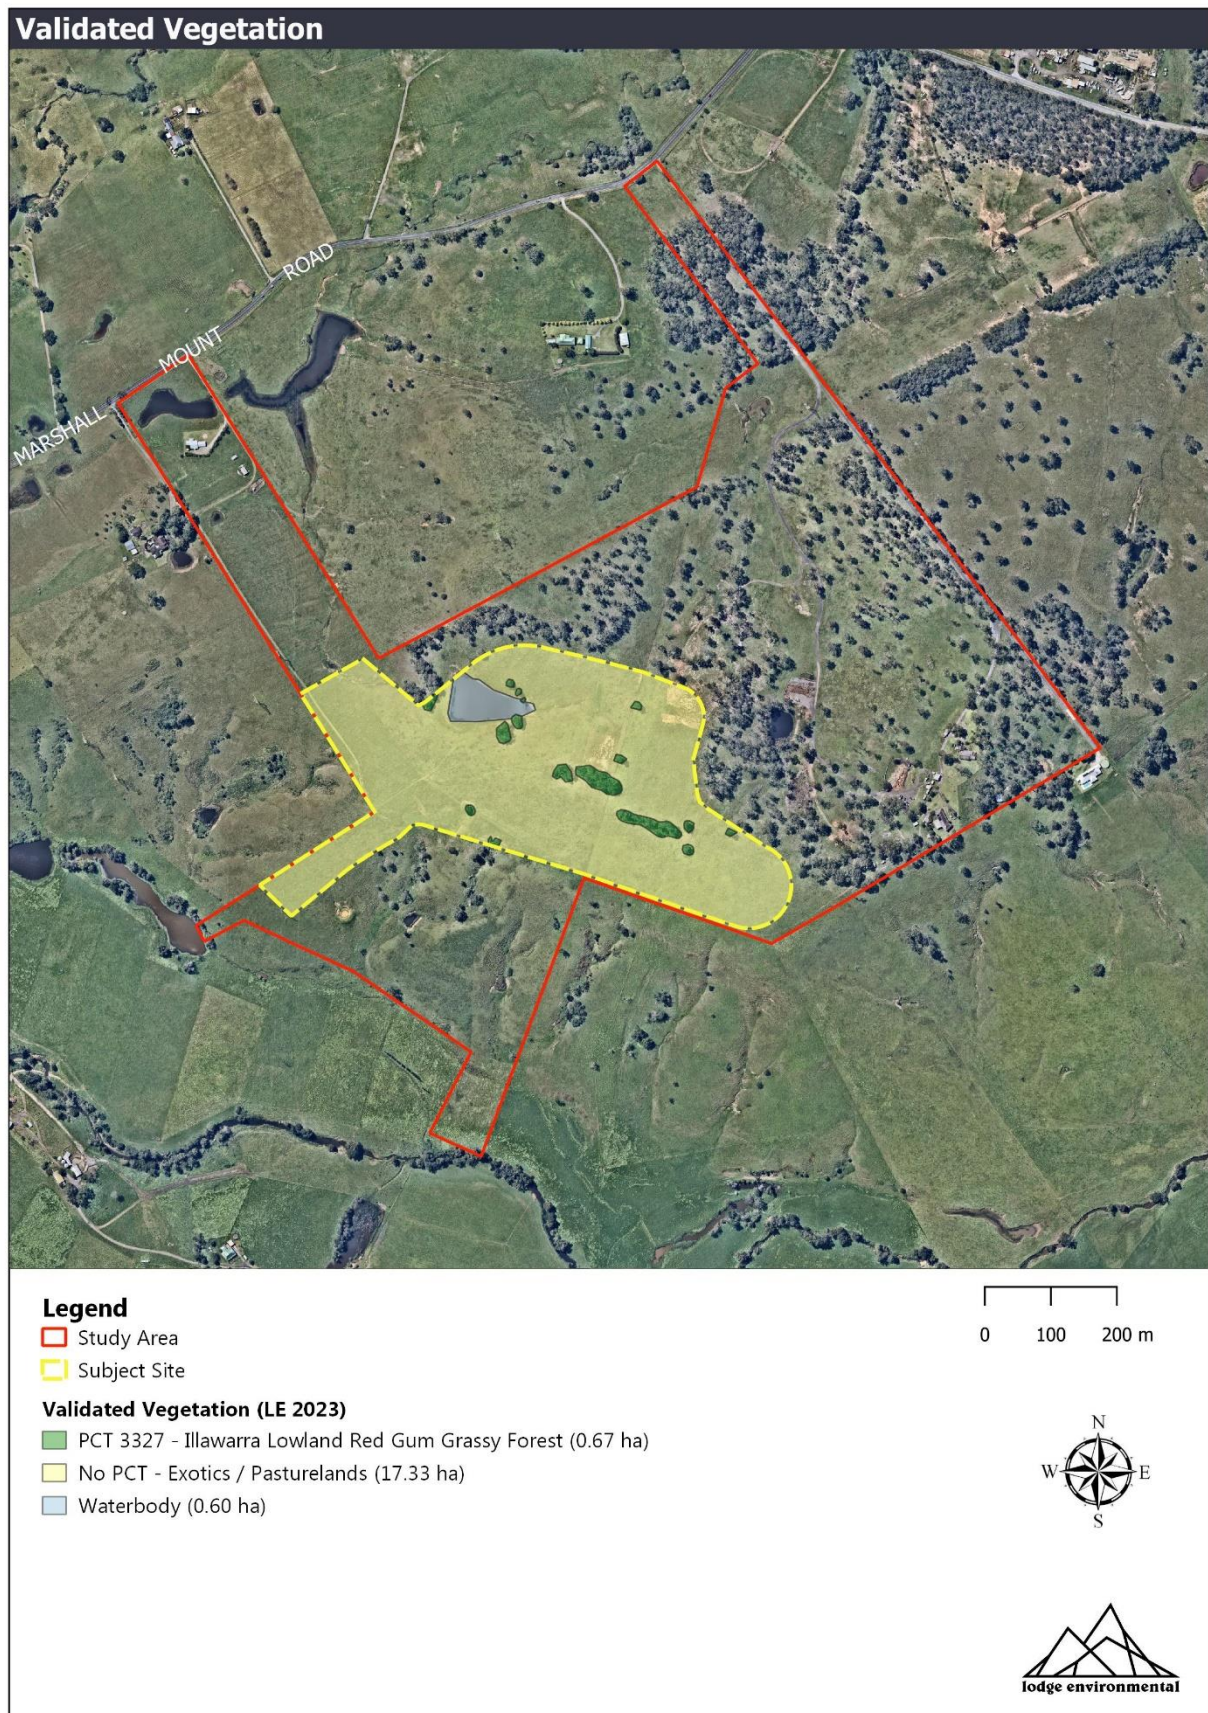 Validated Vegetation
MARSHALL MOUNT ROAD
Legend
Study Area
Subject Site
Validated Vegetation (LE 2023)
PCT 3327 - Illawarra Lowland Red Gum Grassy Forest (0.67 ha)
No PCT - Exotics / Pasturelands (17.33 ha)
Waterbody (0.60 ha)
0 100 200 m
N
W E
S
lodge environmental